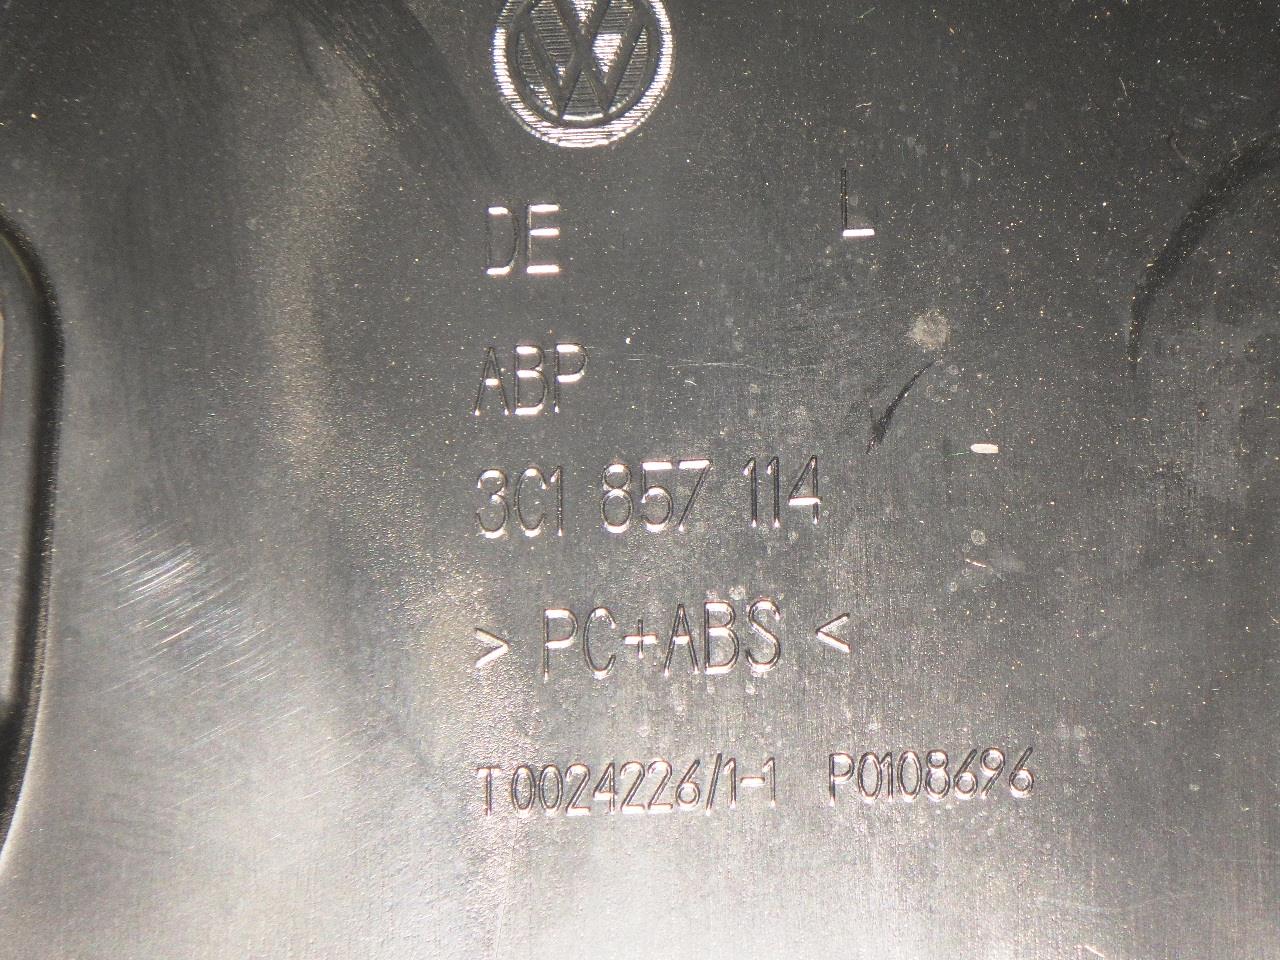 DE L
ABP
3C1 857 114
> PC+ABS <
T0024226/1-1 P0108696